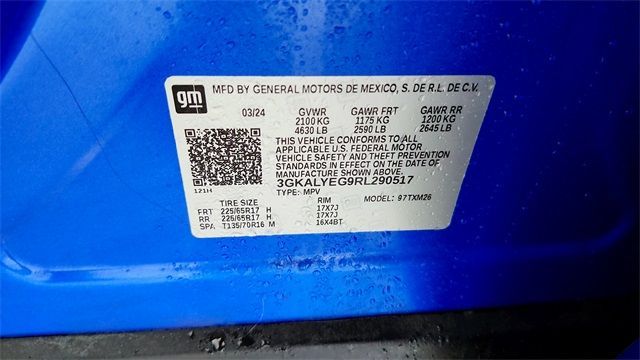 gm MFD BY GENERAL MOTORS DE MEXICO, S. DE R.L. DE C.V.
03/24 GVWR GAWR FRT GAWR RR
2100 KG 1175 KG 1200 KG
4630 LB 2590 LB 2645 LB
THIS VEHICLE CONFORMS TO ALL
APPLICABLE U.S. FEDERAL MOTOR
VEHICLE SAFETY AND THEFT PREVENTION
STANDARDS IN EFFECT ON THE DATE OF
MANUFACTURE SHOWN ABOVE.
3GKALYEG9RL290517
121H TYPE: MPV MODEL: 97TXM26
TIRE SIZE RIM
FRT 225/65R17 H 17X7J
RR 225/65R17 H 17X7J
SPA T135/70R16 M 16X4BT